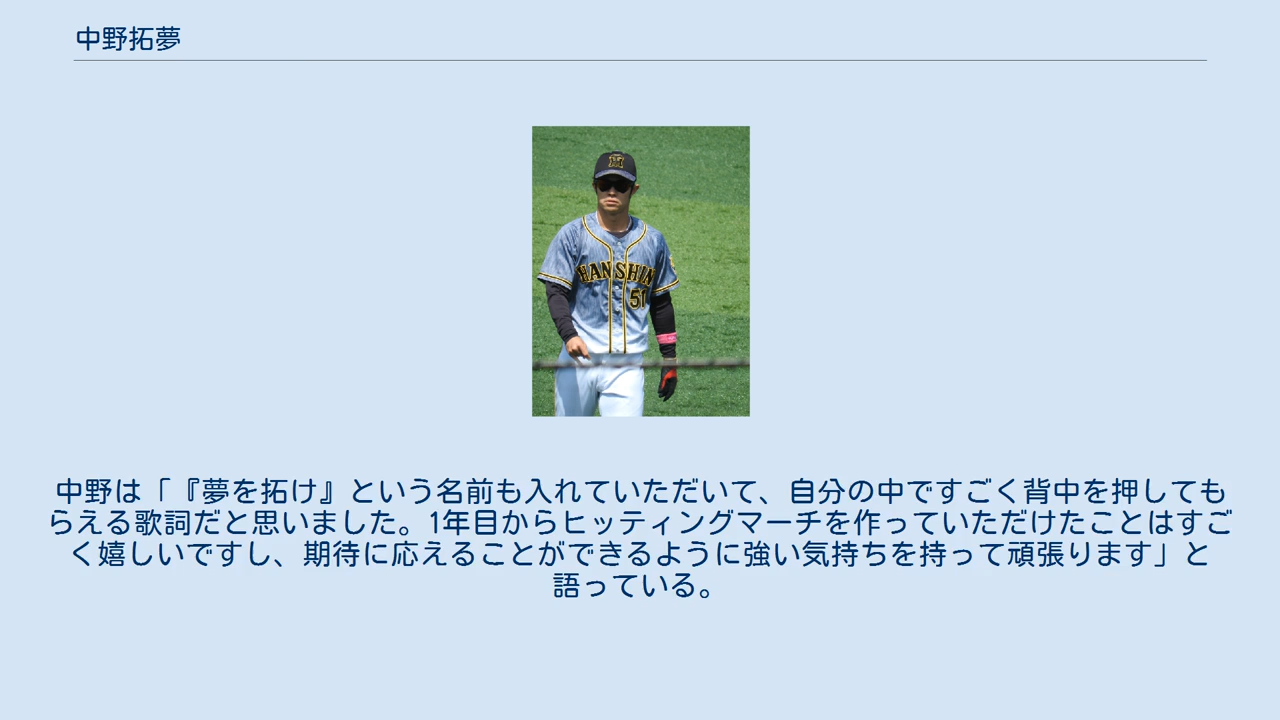 中野拓夢
HANSHIN
51
中野は「『夢を拓け』という名前も入れていただいて、自分の中ですごく背中を押しても
らえる歌詞だと思いました。1年目からヒッティングマーチを作っていただけたことはすご
く嬉しいですし、期待に応えることができるように強い気持ちを持って頑張ります」と
語っている。